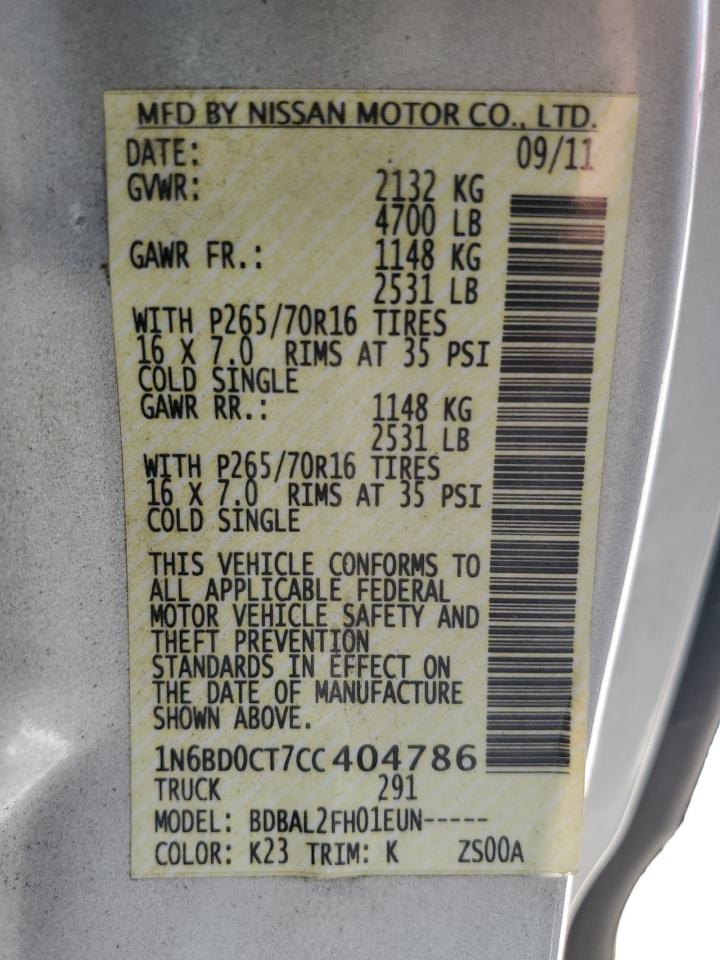 MFD BY NISSAN MOTOR CO., LTD.
DATE: 09/11
GVWR: 2132 KG
4700 LB
GAWR FR.: 1148 KG
2531 LB
WITH P265/70R16 TIRES
16 X 7.0 RIMS AT 35 PSI
COLD SINGLE
GAWR RR.: 1148 KG
2531 LB
WITH P265/70R16 TIRES
16 X 7.0 RIMS AT 35 PSI
COLD SINGLE
THIS VEHICLE CONFORMS TO
ALL APPLICABLE FEDERAL
MOTOR VEHICLE SAFETY AND
THEFT PREVENTION
STANDARDS IN EFFECT ON
THE DATE OF MANUFACTURE
SHOWN ABOVE.
1N6BD0CT7CC404786
TRUCK 291
MODEL: BDBAL2FH01EUN-----
COLOR: K23 TRIM: K ZS00A